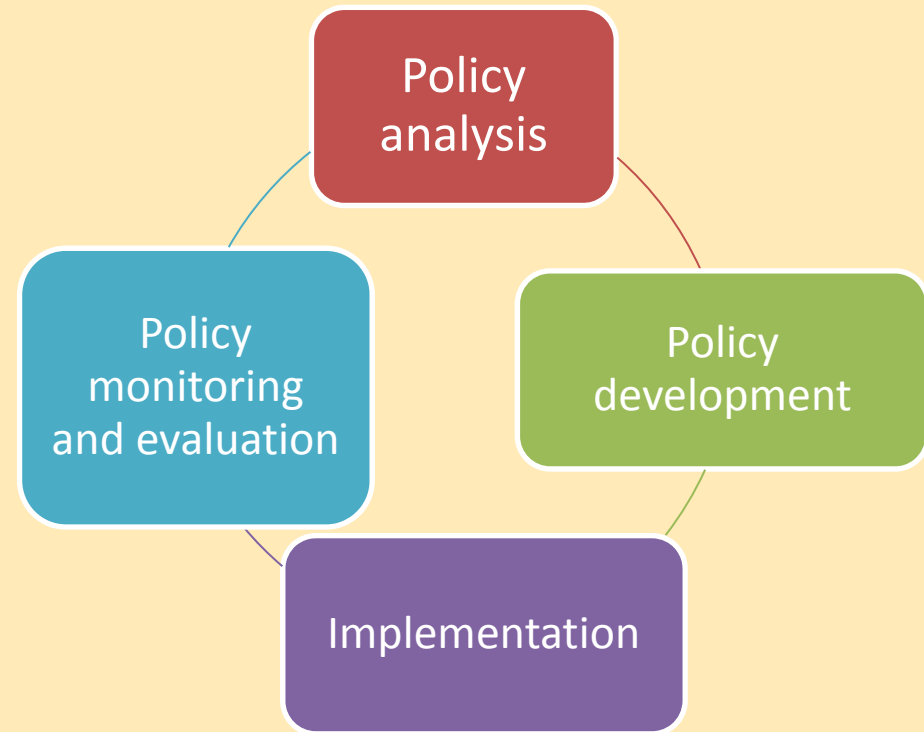 Policy
analysis
Policy
development
Implementation
Policy
monitoring
and evaluation